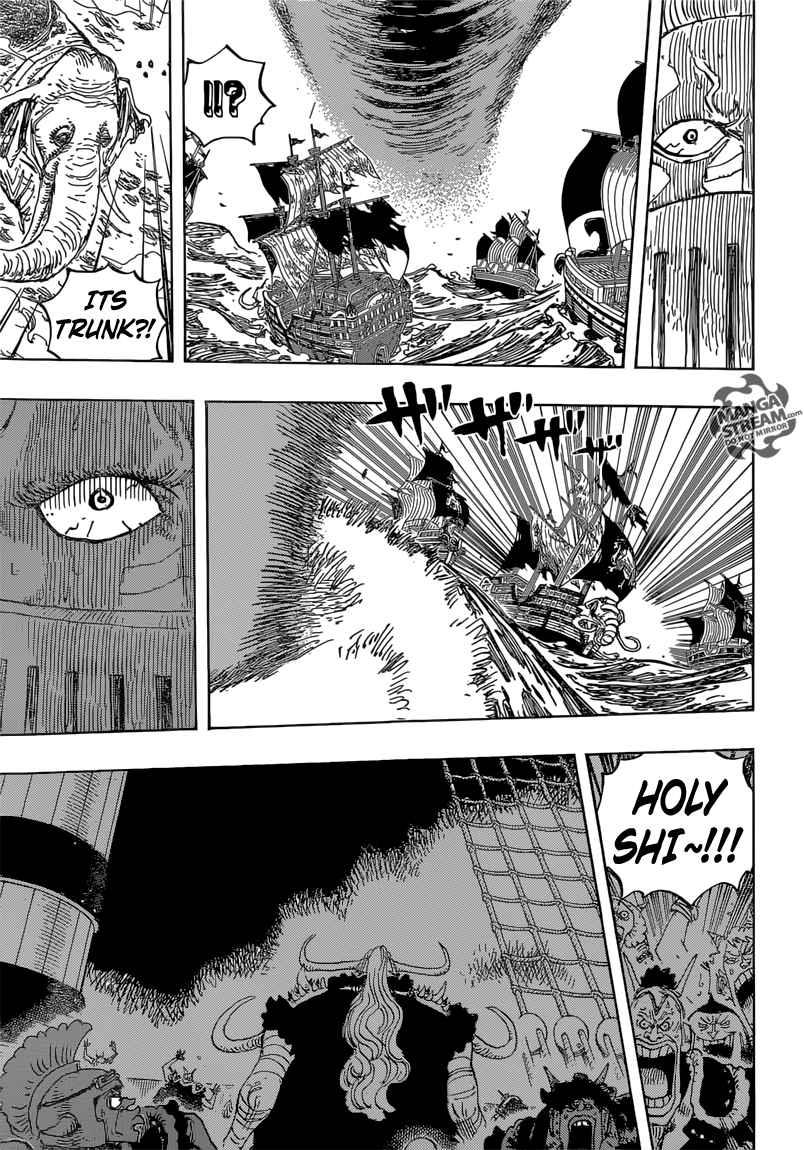 !!?
ITS
TRUNK?!
ザザザザ
MANGA
STREAM.com
DO NOT MIRROR
HOLY
SHI~!!!